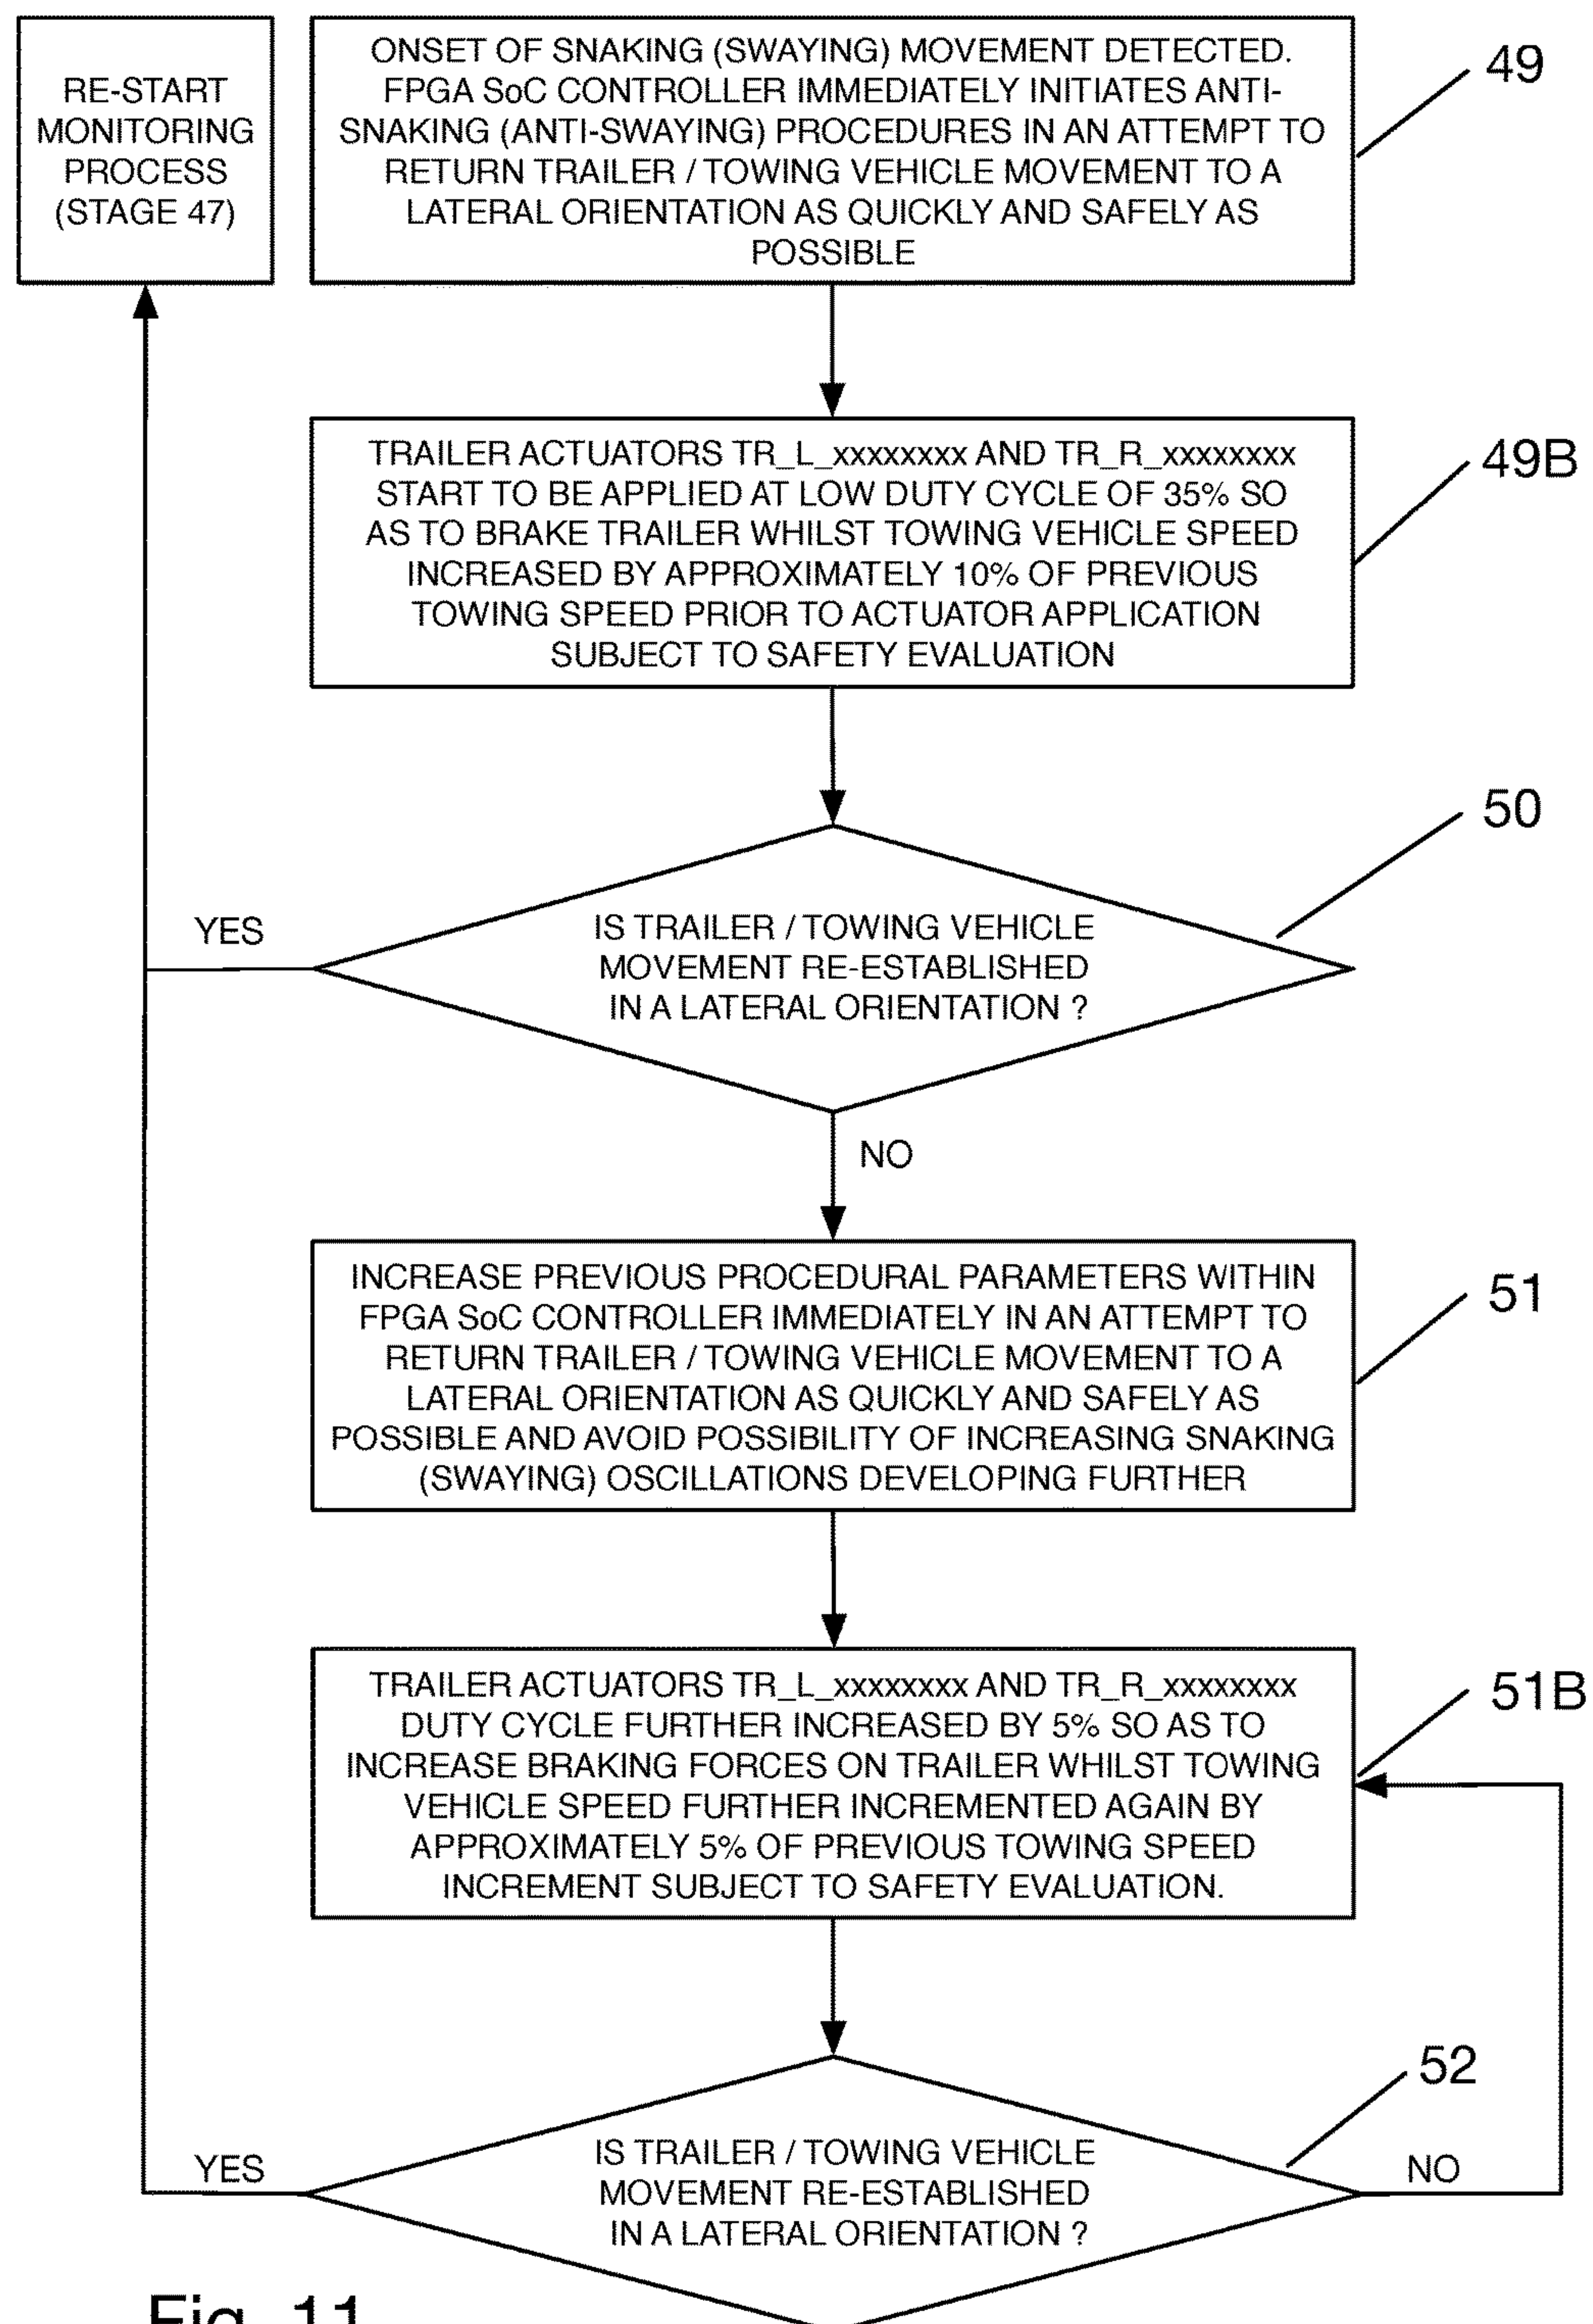 RE-START
MONITORING
PROCESS
(STAGE 47)
ONSET OF SNAKING (SWAYING) MOVEMENT DETECTED.
FPGA SoC CONTROLLER IMMEDIATELY INITIATES ANTI-
SNAKING (ANTI-SWAYING) PROCEDURES IN AN ATTEMPT TO
RETURN TRAILER / TOWING VEHICLE MOVEMENT TO A
LATERAL ORIENTATION AS QUICKLY AND SAFELY AS
POSSIBLE
49
TRAILER ACTUATORS TR_L_xxxxxxxx AND TR_R_xxxxxxxx
START TO BE APPLIED AT LOW DUTY CYCLE OF 35% SO
AS TO BRAKE TRAILER WHILST TOWING VEHICLE SPEED
INCREASED BY APPROXIMATELY 10% OF PREVIOUS
TOWING SPEED PRIOR TO ACTUATOR APPLICATION
SUBJECT TO SAFETY EVALUATION
49B
50
YES
IS TRAILER / TOWING VEHICLE
MOVEMENT RE-ESTABLISHED
IN A LATERAL ORIENTATION ?
NO
INCREASE PREVIOUS PROCEDURAL PARAMETERS WITHIN
FPGA SoC CONTROLLER IMMEDIATELY IN AN ATTEMPT TO
RETURN TRAILER / TOWING VEHICLE MOVEMENT TO A
LATERAL ORIENTATION AS QUICKLY AND SAFELY AS
POSSIBLE AND AVOID POSSIBILITY OF INCREASING SNAKING
(SWAYING) OSCILLATIONS DEVELOPING FURTHER
51
TRAILER ACTUATORS TR_L_xxxxxxxx AND TR_R_xxxxxxxx
DUTY CYCLE FURTHER INCREASED BY 5% SO AS TO
INCREASE BRAKING FORCES ON TRAILER WHILST TOWING
VEHICLE SPEED FURTHER INCREMENTED AGAIN BY
APPROXIMATELY 5% OF PREVIOUS TOWING SPEED
INCREMENT SUBJECT TO SAFETY EVALUATION.
51B
52
YES
IS TRAILER / TOWING VEHICLE
MOVEMENT RE-ESTABLISHED
IN A LATERAL ORIENTATION ?
NO
Fig. 11